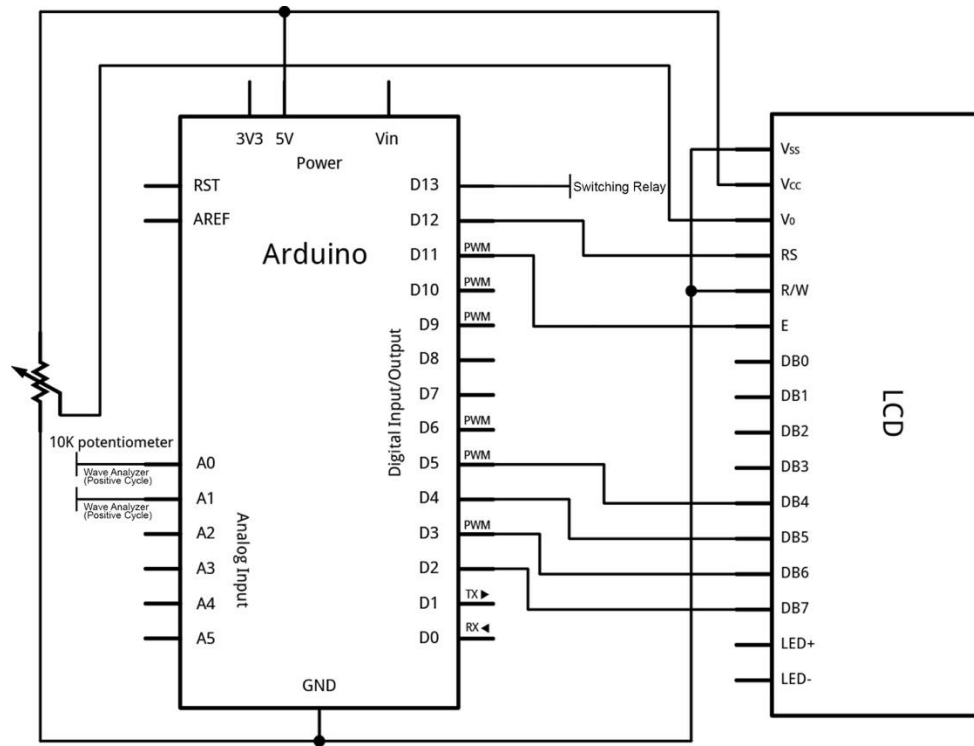 3V3
5V
Vin
Power
RST
AREF
Arduino
10K potentiometer
Wave Analyzer
(Positive Cycle)
Wave Analyzer
(Positive Cycle)
A0
A1
A2
A3
A4
A5
Analog Input
GND
Digital Input/Output
D13
D12
D11
D10
D9
D8
D7
D6
D5
D4
D3
D2
D1
D0
Switching Relay
PWM
PWM
PWM
PWM
PWM
PWM
TX ▶
RX ◀
Vss
Vcc
V0
RS
R/W
E
DB0
DB1
DB2
DB3
DB4
DB5
DB6
DB7
LED+
LED-
LCD